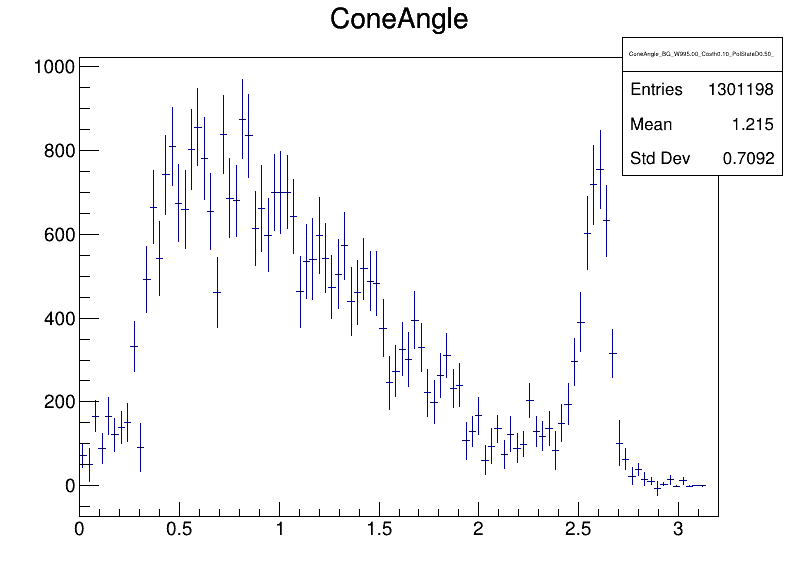 ConeAngle
ConeAngle_BG_W995.00_Costh0.10_PolStateD0.50_
Entries 1301198
Mean 1.215
Std Dev 0.7092
1000
800
600
400
200
0
0 0.5 1 1.5 2 2.5 3